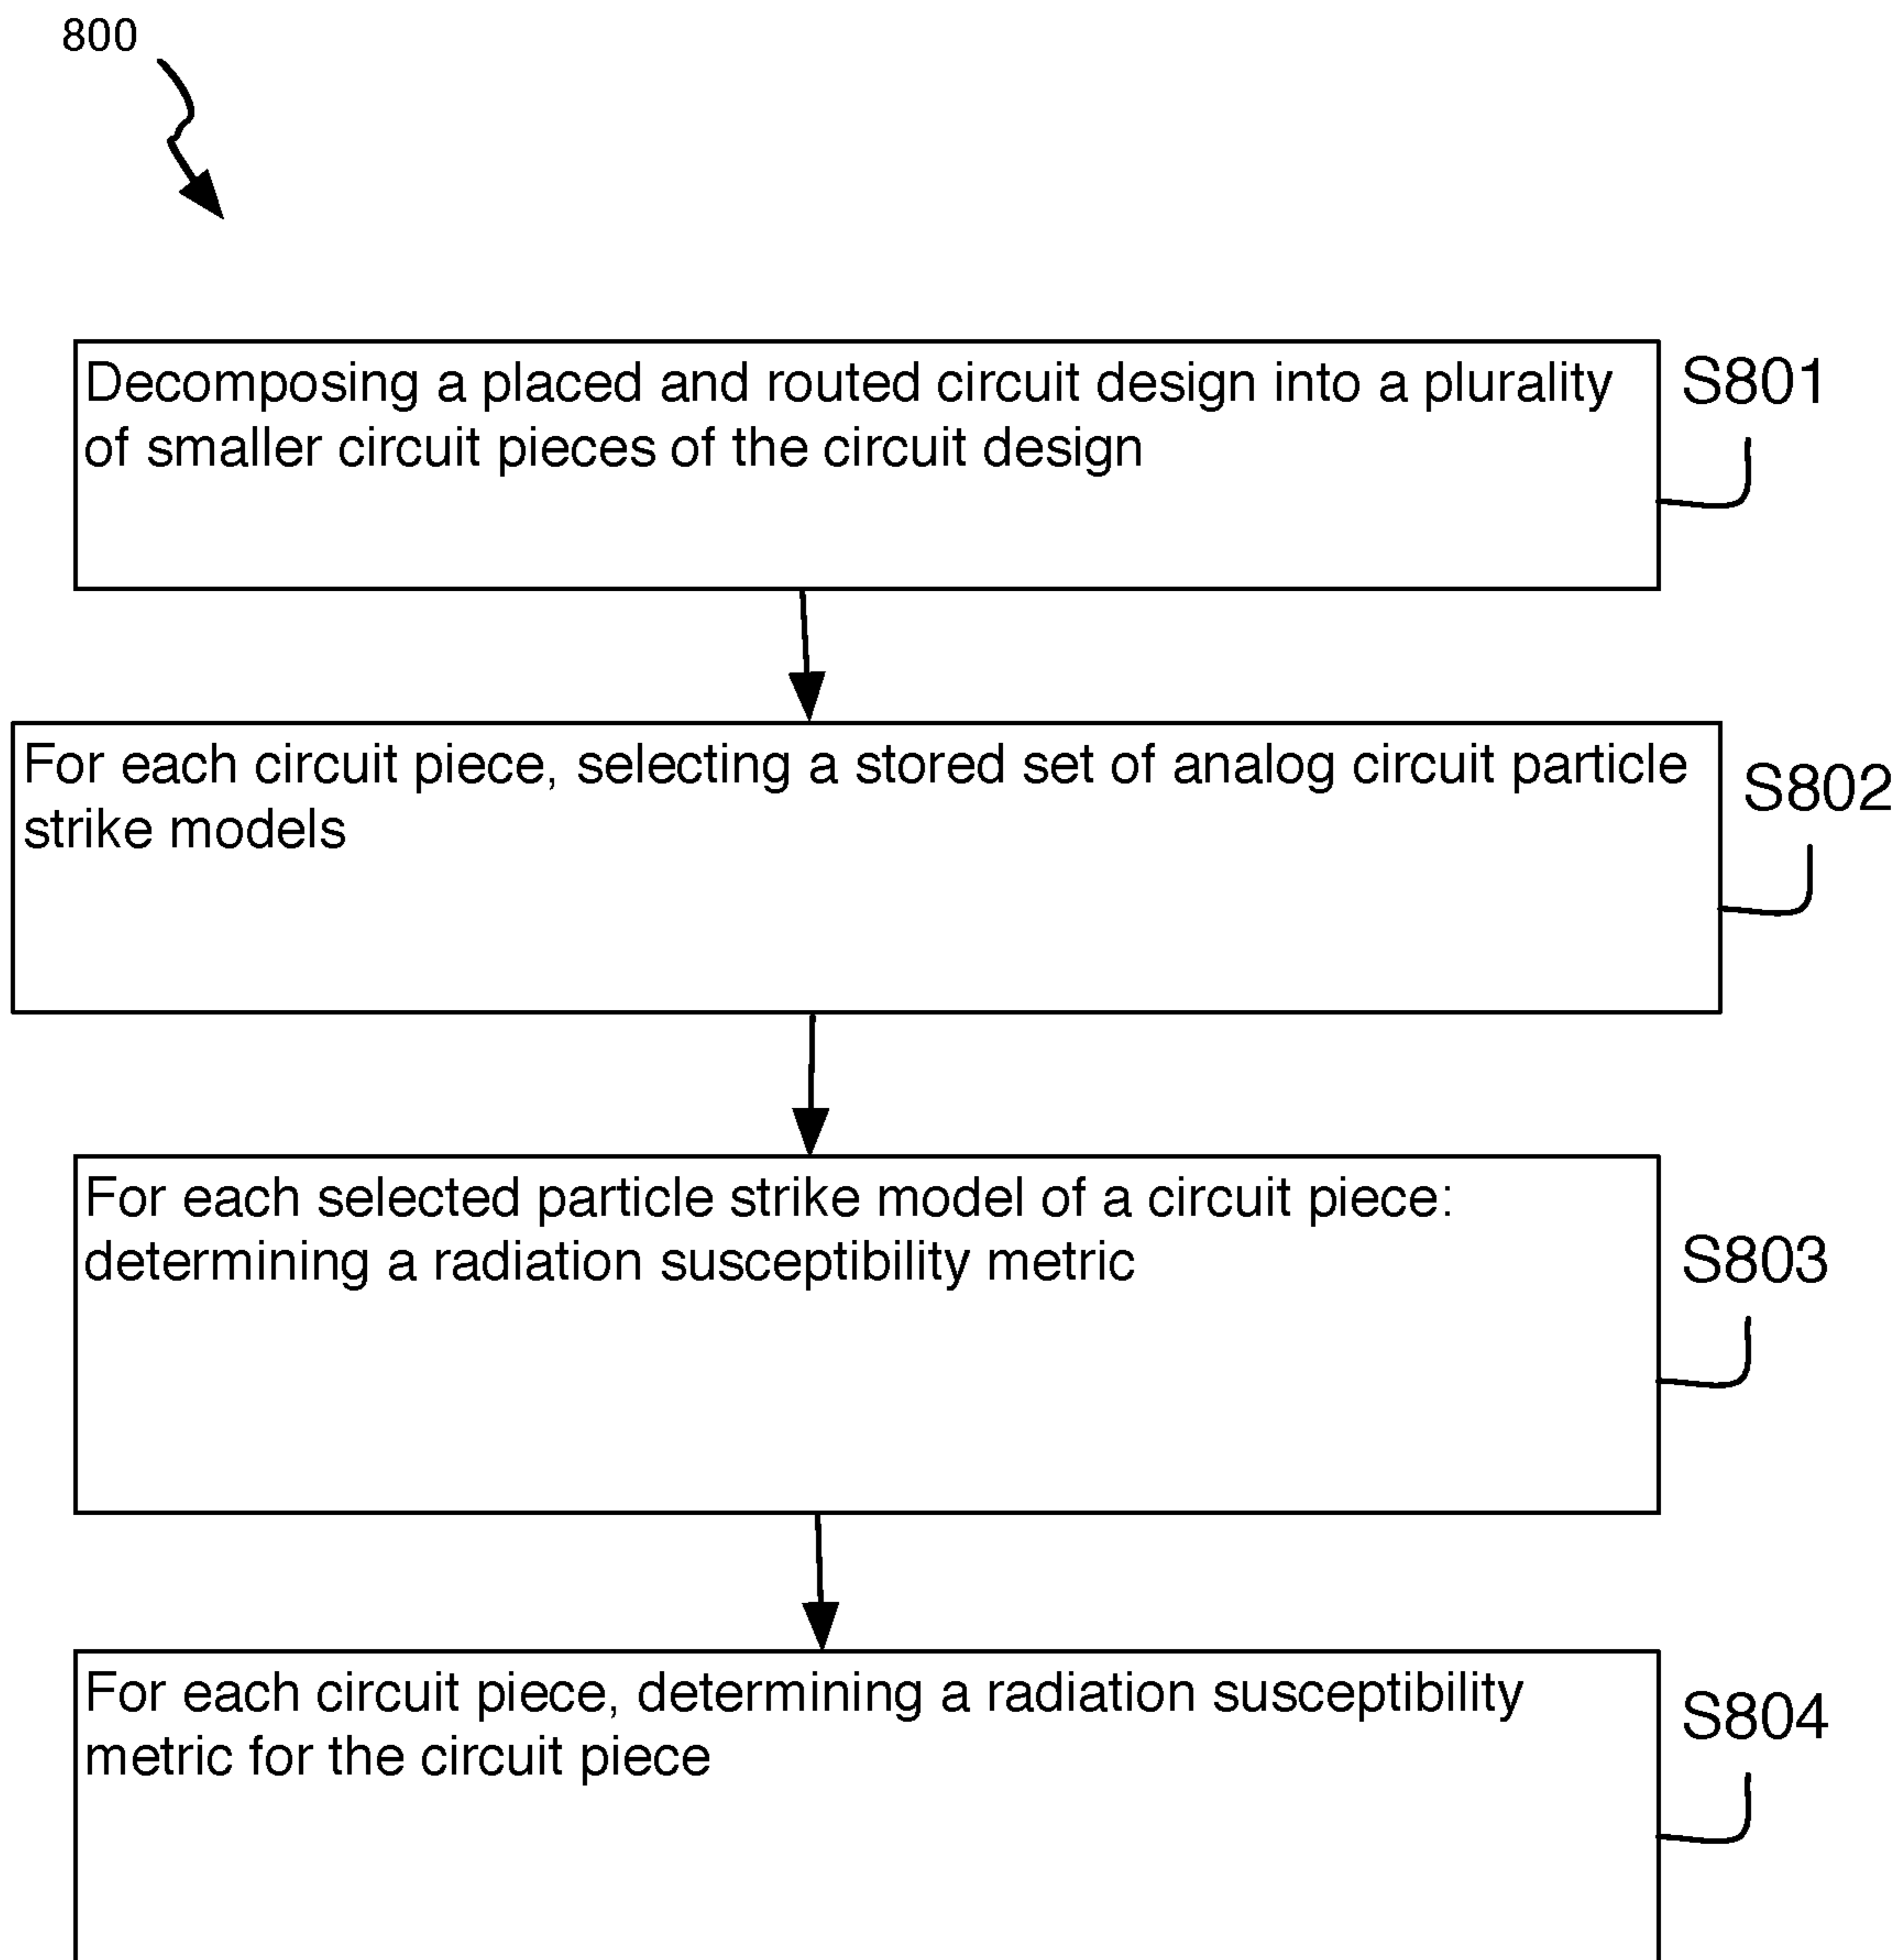 800
Decomposing a placed and routed circuit design into a plurality
of smaller circuit pieces of the circuit design
S801
For each circuit piece, selecting a stored set of analog circuit particle
strike models
S802
For each selected particle strike model of a circuit piece:
determining a radiation susceptibility metric
S803
For each circuit piece, determining a radiation susceptibility
metric for the circuit piece
S804